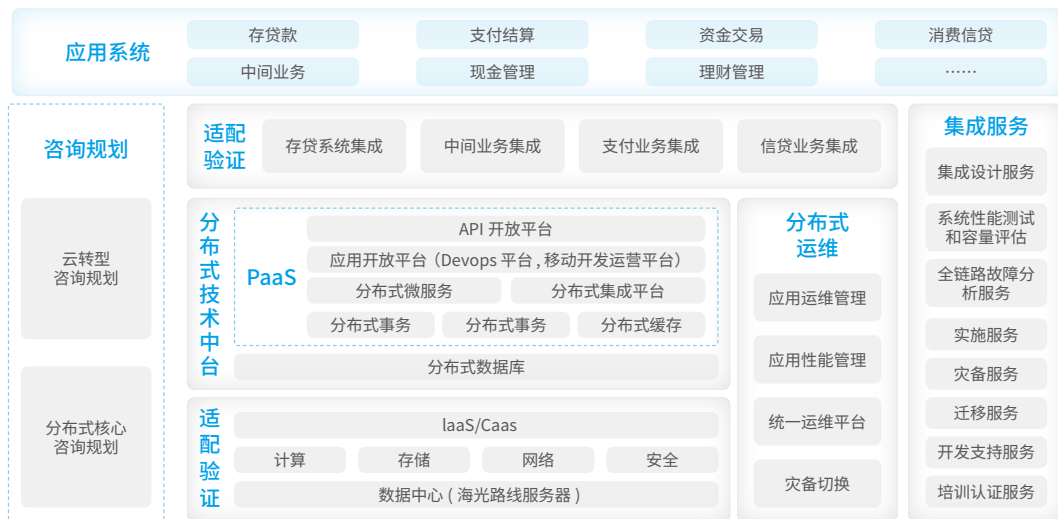 应用系统
存贷款
支付结算
资金交易
消费信贷
中间业务
现金管理
理财管理
……
咨询规划
云转型
咨询规划
分布式核心
咨询规划
适配
验证
存贷系统集成
中间业务集成
支付业务集成
信贷业务集成
分布式技术中台
PaaS
API 开放平台
应用开放平台（Devops 平台 , 移动开发运营平台）
分布式微服务
分布式集成平台
分布式事务
分布式事务
分布式缓存
分布式数据库
适配验证
laaS/Caas
计算
存储
网络
安全
数据中心 ( 海光路线服务器 )
分布式
运维
应用运维管理
应用性能管理
统一运维平台
灾备切换
集成服务
集成设计服务
系统性能测试
和容量评估
全链路故障分
析服务
实施服务
灾备服务
迁移服务
开发支持服务
培训认证服务